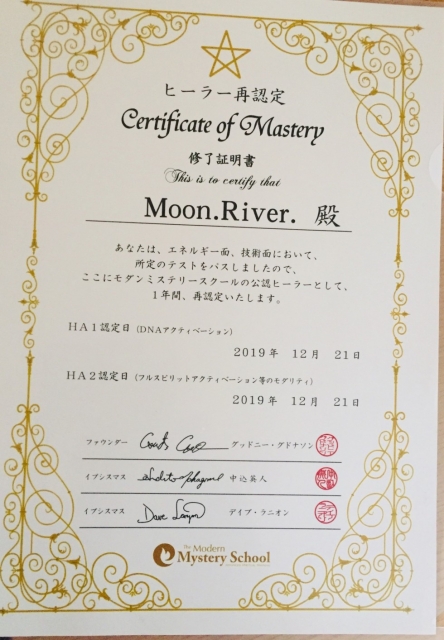 ヒーラー再認定
Certificate of Mastery
修了証明書
This is to certify that
Moon.River. 殿
あなたは、エネルギー面、技術面において、
所定のテストをパスしましたので、
ここにモダンミステリースクールの公認ヒーラーとして、
1年間、再認定いたします。
HA1認定日（DNAアクティベーション）
2019年 12月 21日
HA2認定日（フルスピリットアクティベーション等のモダリティ）
2019年 12月 21日
ファウンダー グッドニー・グドナソン
イプシスマス 申込英人
イプシスマス Dave Lanyon デイブ・ラニオン
The Modern
Mystery School